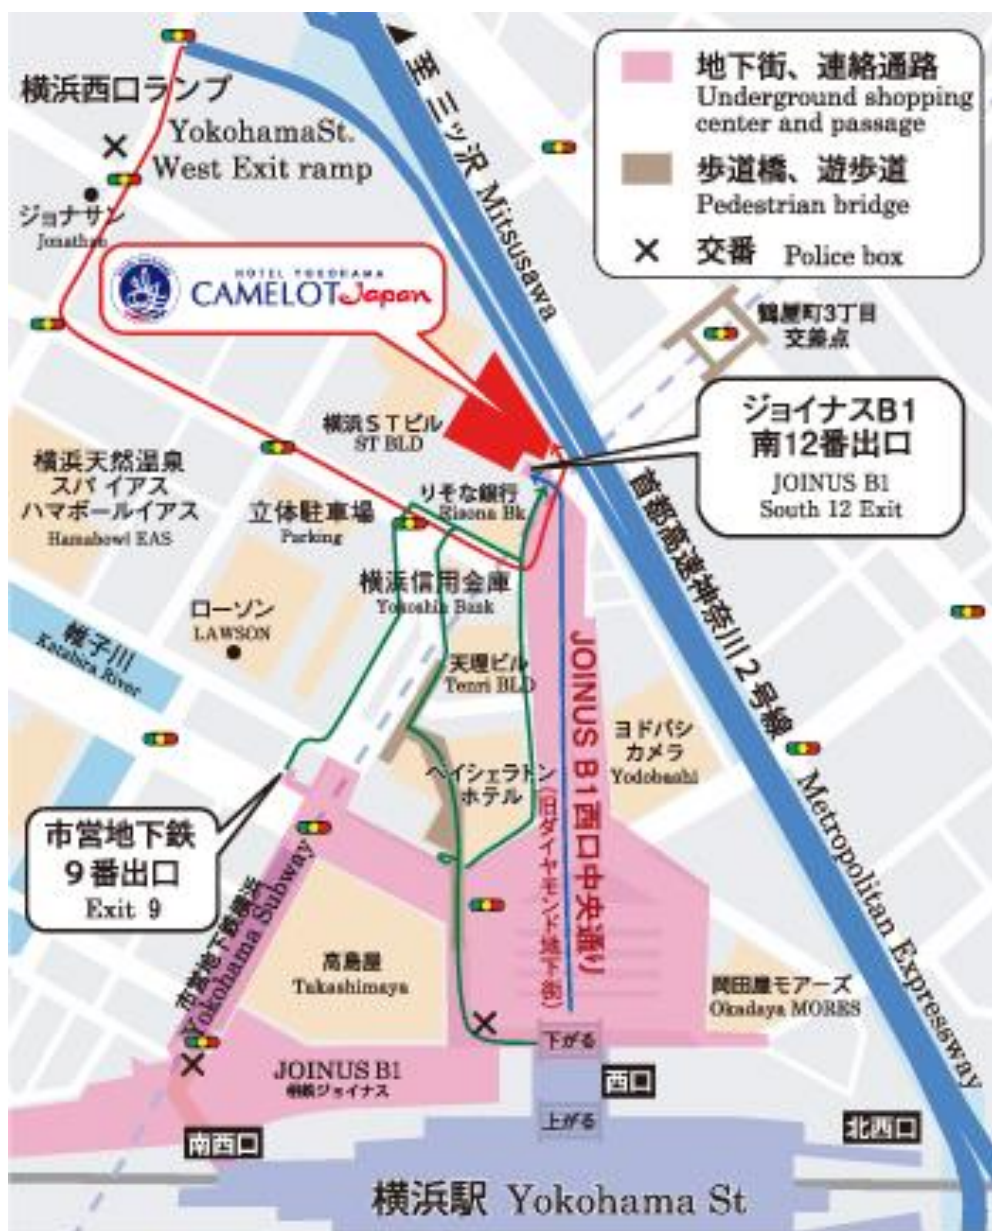 横浜西口ランプ
YokohamaSt.
West Exit ramp
ジョナサン
Jonathan
HOTEL YOKOHAMA
CAMELOT Japan
至 三ッ沢 Mitsusawa
地下街、連絡通路
Underground shopping
center and passage
歩道橋、遊歩道
Pedestrian bridge
交番 Police box
鶴屋町3丁目
交差点
ジョイナスB1
南12番出口
JOINUS B1
South 12 Exit
横浜STビル
ST BLD
横浜天然温泉
スパ イアス
ハマボールイアス
Hamabowl EAS
立体駐車場
Parking
りそな銀行
Risona Bk
横浜信用金庫
Yokoshin Bank
ローソン
LAWSON
帷子川
Katabira River
天理ビル
Tenri BLD
ヨドバシ
カメラ
Yodobashi
首都高速神奈川2号線 Metropolitan Expressway
ベイシェラトン
ホテル
JOINUS B1西口中央通り
(旧ダイヤモンド地下街)
市営地下鉄
9番出口
Exit 9
市営地下鉄横浜
Yokohama Subway
高島屋
Takashimaya
岡田屋モアーズ
Okadaya MORES
下がる
西口
JOINUS B1
相鉄ジョイナス
上がる
北西口
南西口
横浜駅 Yokohama St